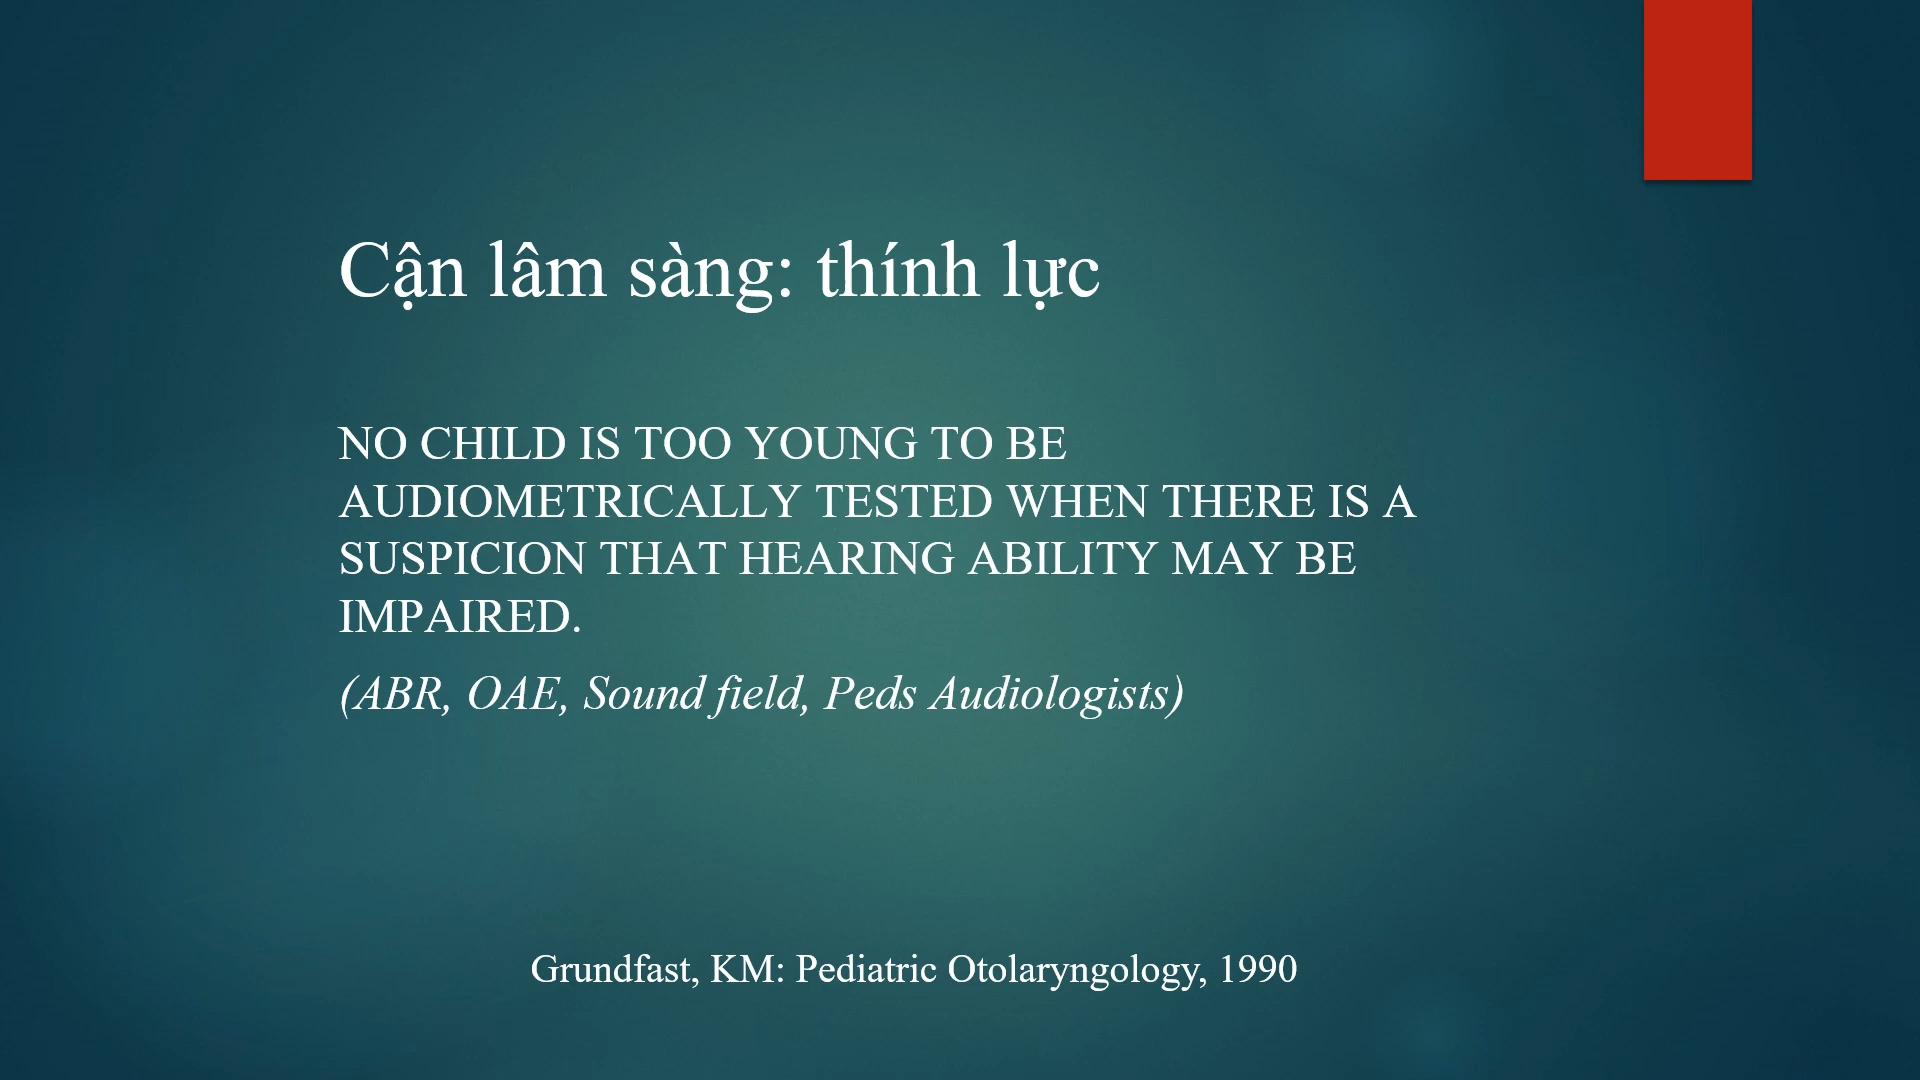 Cận lâm sàng: thính lực
NO CHILD IS TOO YOUNG TO BE
AUDIOMETRICALLY TESTED WHEN THERE IS A
SUSPICION THAT HEARING ABILITY MAY BE
IMPAIRED.
(ABR, OAE, Sound field, Peds Audiologists)
Grundfast, KM: Pediatric Otolaryngology, 1990